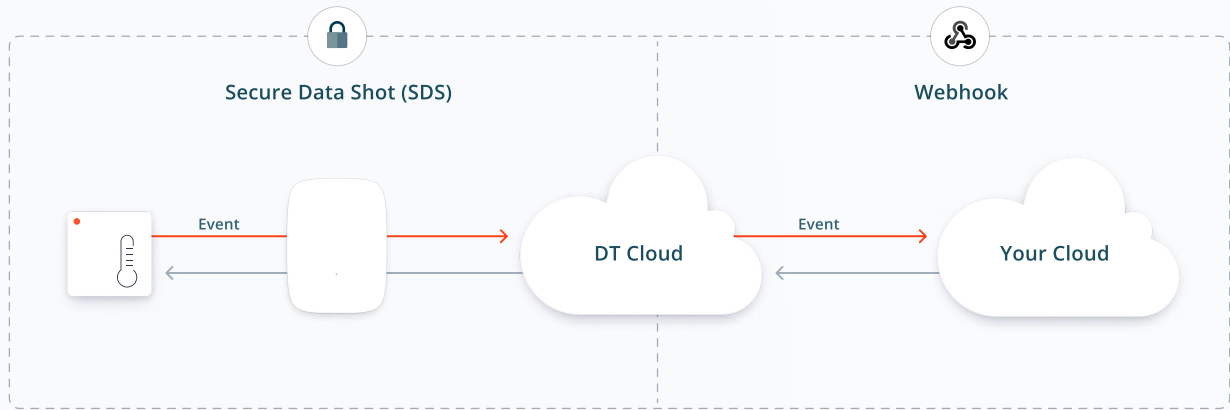 Secure Data Shot (SDS)
Webhook
Event
Event
DT Cloud
Your Cloud